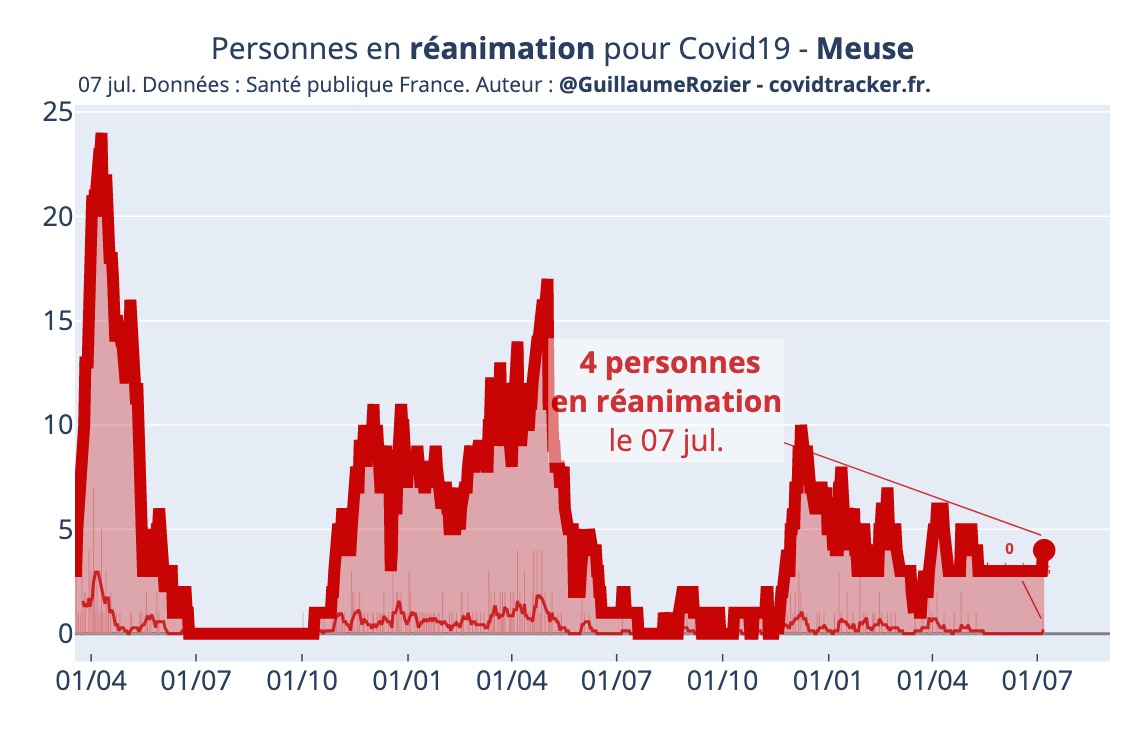 Personnes en réanimation pour Covid19 - Meuse
07 jul. Données : Santé publique France. Auteur : @GuillaumeRozier - covidtracker.fr.
25
20
15
10
5
0
4 personnes
en réanimation
le 07 jul.
0
01/04 01/07 01/10 01/01 01/04 01/07 01/10 01/01 01/04 01/07